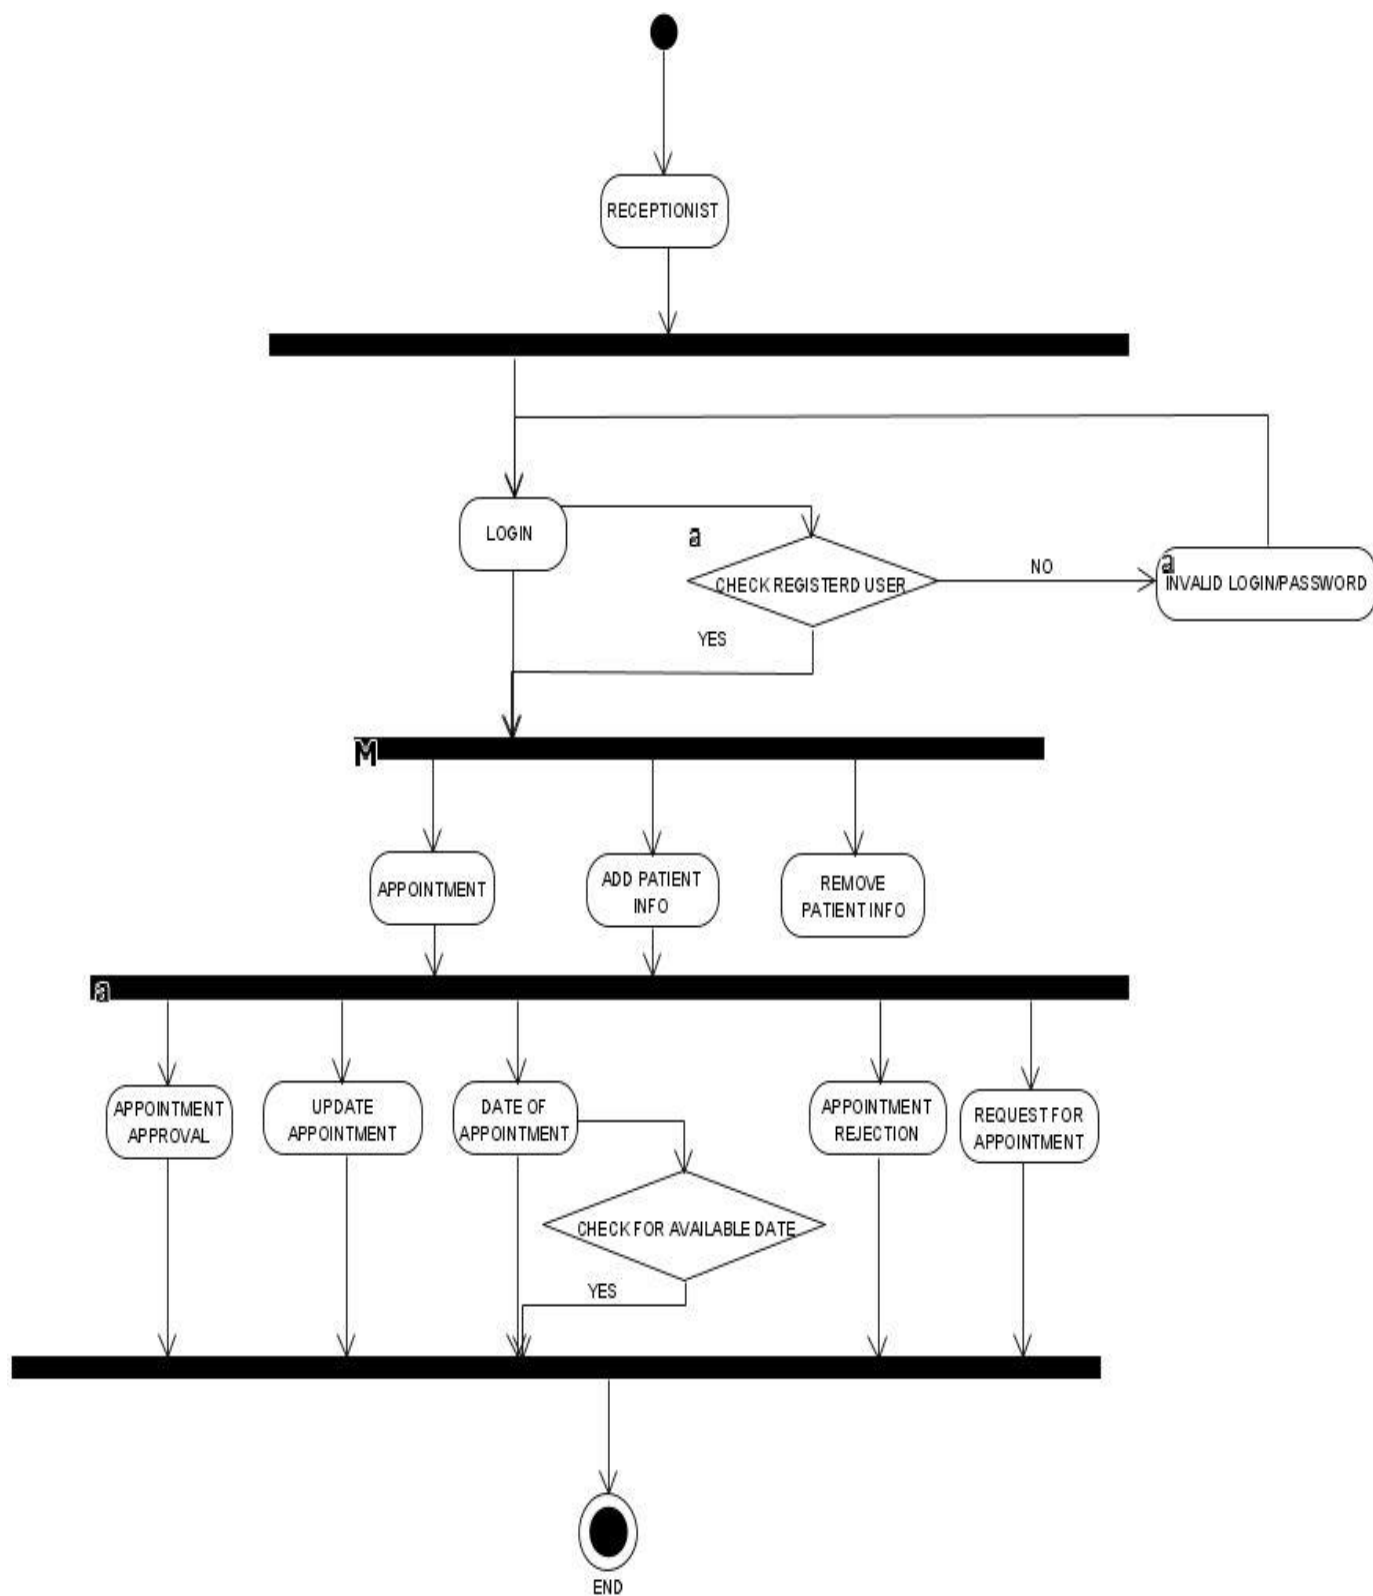 RECEPTIONIST
LOGIN
a
CHECK REGISTERD USER
NO
a
INVALID LOGIN/PASSWORD
YES
M
APPOINTMENT
ADD PATIENT
INFO
REMOVE
PATIENT INFO
a
APPOINTMENT
APPROVAL
UPDATE
APPOINTMENT
DATE OF
APPOINTMENT
APPOINTMENT
REJECTION
REQUEST FOR
APPOINTMENT
CHECK FOR AVAILABLE DATE
YES
END